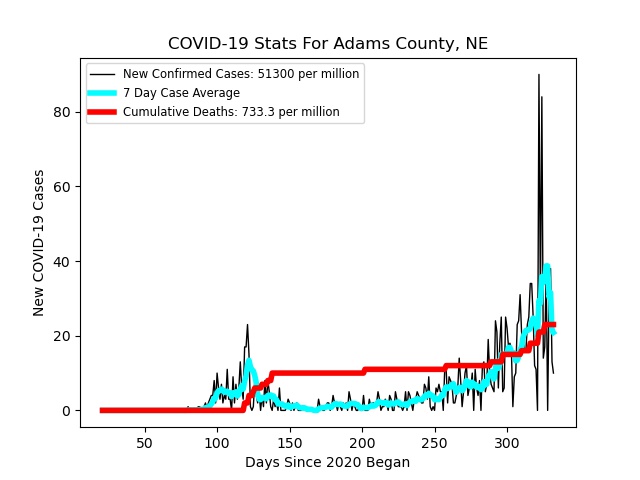 COVID-19 Stats For Adams County, NE
New Confirmed Cases: 51300 per million
7 Day Case Average
Cumulative Deaths: 733.3 per million
New COVID-19 Cases
80
60
40
20
0
50
100
150
200
250
300
Days Since 2020 Began